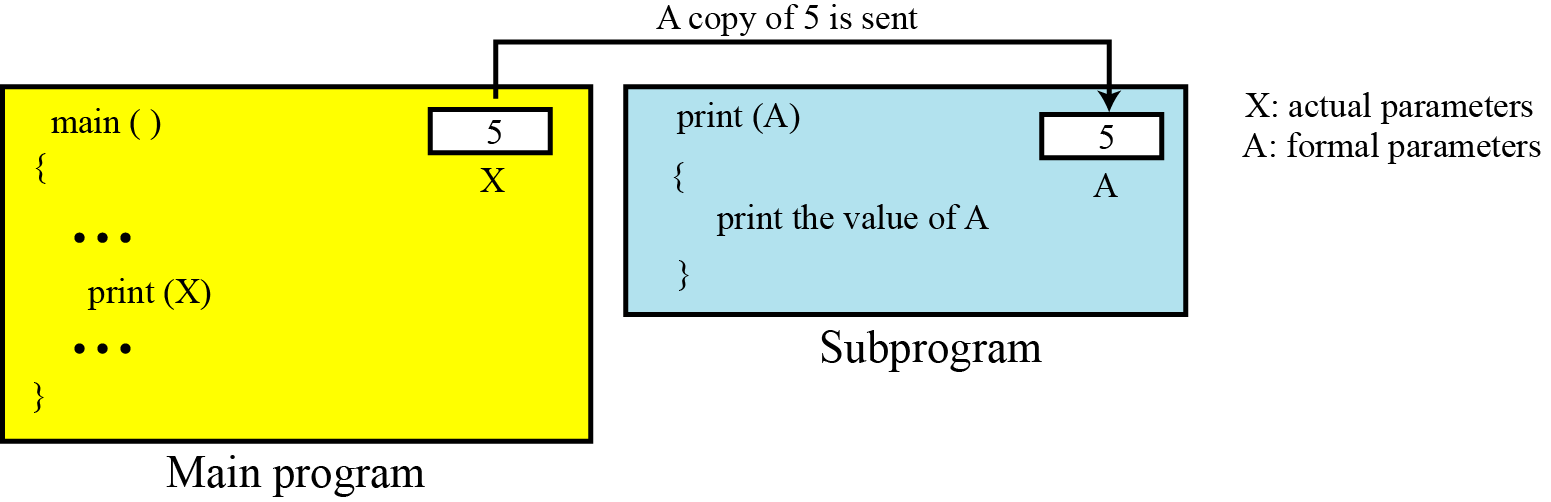 A copy of 5 is sent
main ( )
{
5
X
• • •
print (X)
• • •
}
Main program
print (A)
{
5
A
print the value of A
}
Subprogram
X: actual parameters
A: formal parameters